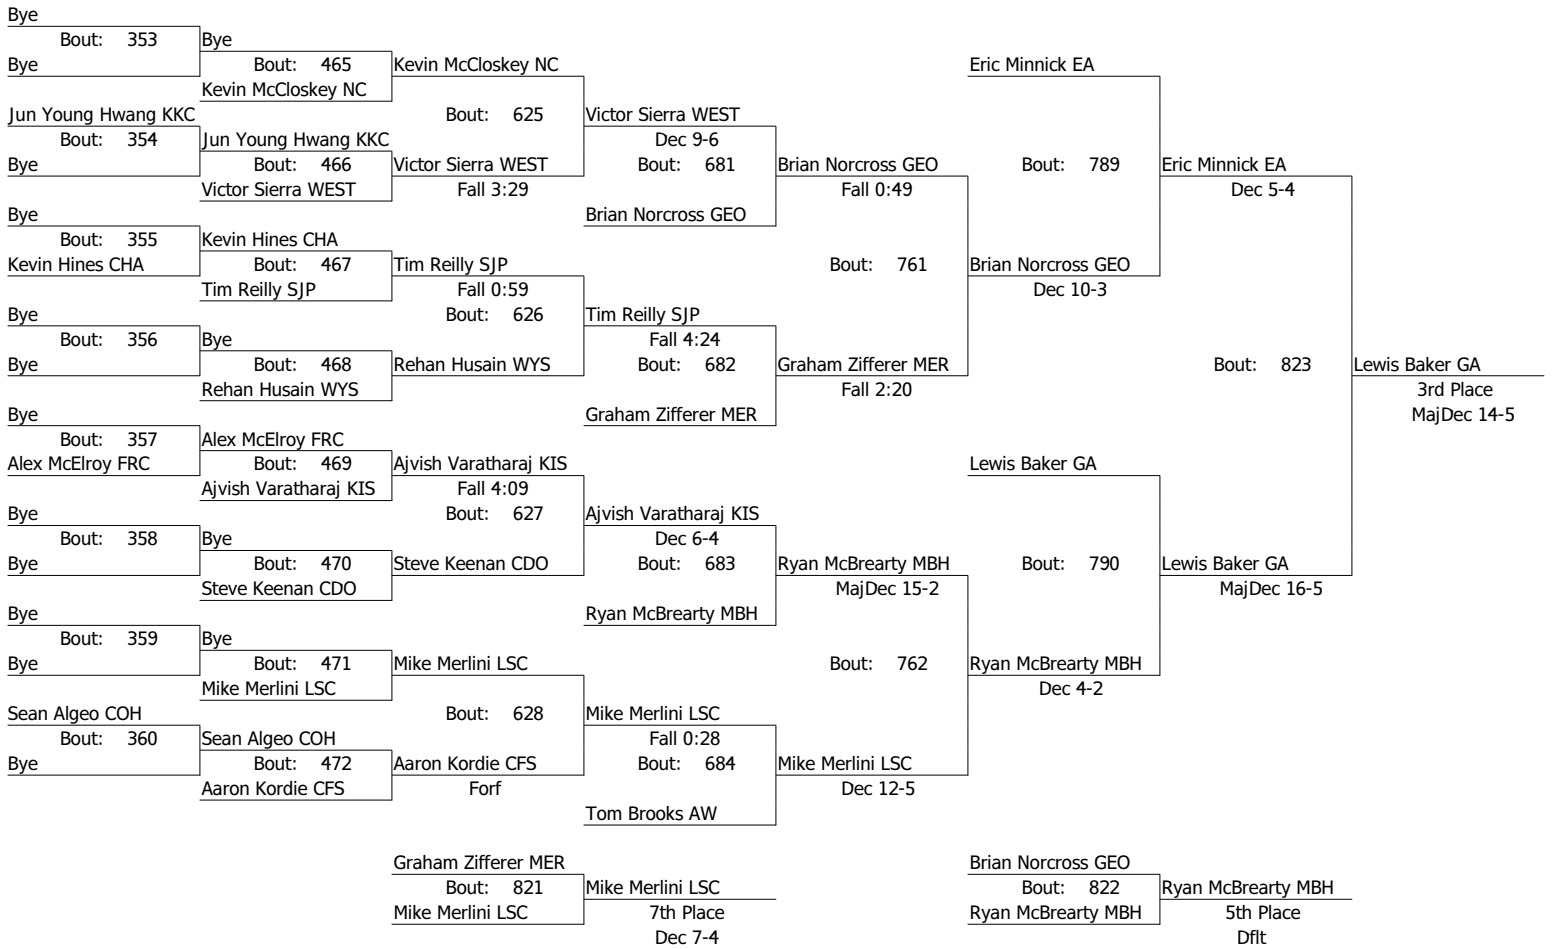 Bye
Bout: 353
Bye
Bye
Bout: 465
Kevin McCloskey NC
Kevin McCloskey NC
Eric Minnick EA
Jun Young Hwang KKC
Bout: 354
Bye
Jun Young Hwang KKC
Bout: 466
Victor Sierra WEST
Bout: 625
Victor Sierra WEST
Fall 3:29
Victor Sierra WEST
Dec 9-6
Bout: 681
Brian Norcross GEO
Brian Norcross GEO
Fall 0:49
Bout: 789
Eric Minnick EA
Dec 5-4
Bye
Bout: 355
Kevin Hines CHA
Kevin Hines CHA
Bout: 467
Tim Reilly SJP
Tim Reilly SJP
Fall 0:59
Bout: 626
Bout: 761
Brian Norcross GEO
Dec 10-3
Bye
Bout: 356
Bye
Bye
Bout: 468
Rehan Husain WYS
Rehan Husain WYS
Tim Reilly SJP
Fall 4:24
Bout: 682
Graham Zifferer MER
Graham Zifferer MER
Fall 2:20
Bout: 823
Lewis Baker GA
3rd Place
MajDec 14-5
Bye
Bout: 357
Alex McElroy FRC
Alex McElroy FRC
Bout: 469
Ajvish Varatharaj KIS
Ajvish Varatharaj KIS
Fall 4:09
Bout: 627
Lewis Baker GA
Bye
Bout: 358
Bye
Bye
Bout: 470
Steve Keenan CDO
Steve Keenan CDO
Ajvish Varatharaj KIS
Dec 6-4
Bout: 683
Ryan McBrearty MBH
Ryan McBrearty MBH
MajDec 15-2
Bout: 790
Lewis Baker GA
MajDec 16-5
Bye
Bout: 359
Bye
Bye
Bout: 471
Mike Merlini LSC
Mike Merlini LSC
Bout: 628
Bout: 762
Ryan McBrearty MBH
Dec 4-2
Sean Algeo COH
Bout: 360
Bye
Sean Algeo COH
Bout: 472
Aaron Kordie CFS
Aaron Kordie CFS
Forf
Mike Merlini LSC
Fall 0:28
Bout: 684
Tom Brooks AW
Mike Merlini LSC
Dec 12-5
Graham Zifferer MER
Bout: 821
Mike Merlini LSC
Mike Merlini LSC
7th Place
Dec 7-4
Brian Norcross GEO
Bout: 822
Ryan McBrearty MBH
Ryan McBrearty MBH
5th Place
Dflt